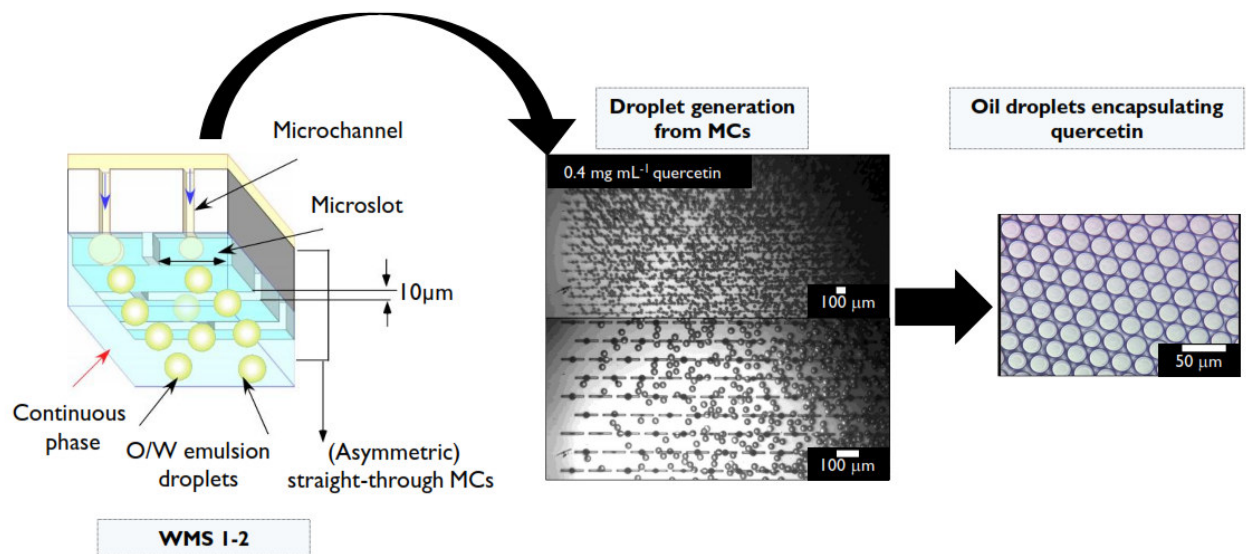 Droplet generation
from MCs
Oil droplets encapsulating
quercetin
Microchannel
0.4 mg mL⁻¹ quercetin
Microslot
10µm
100 µm
50 µm
Continuous
phase
O/W emulsion
droplets
(Asymmetric)
straight-through MCs
100 µm
WMS 1-2